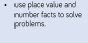 • use place value and
number facts to solve
problems.